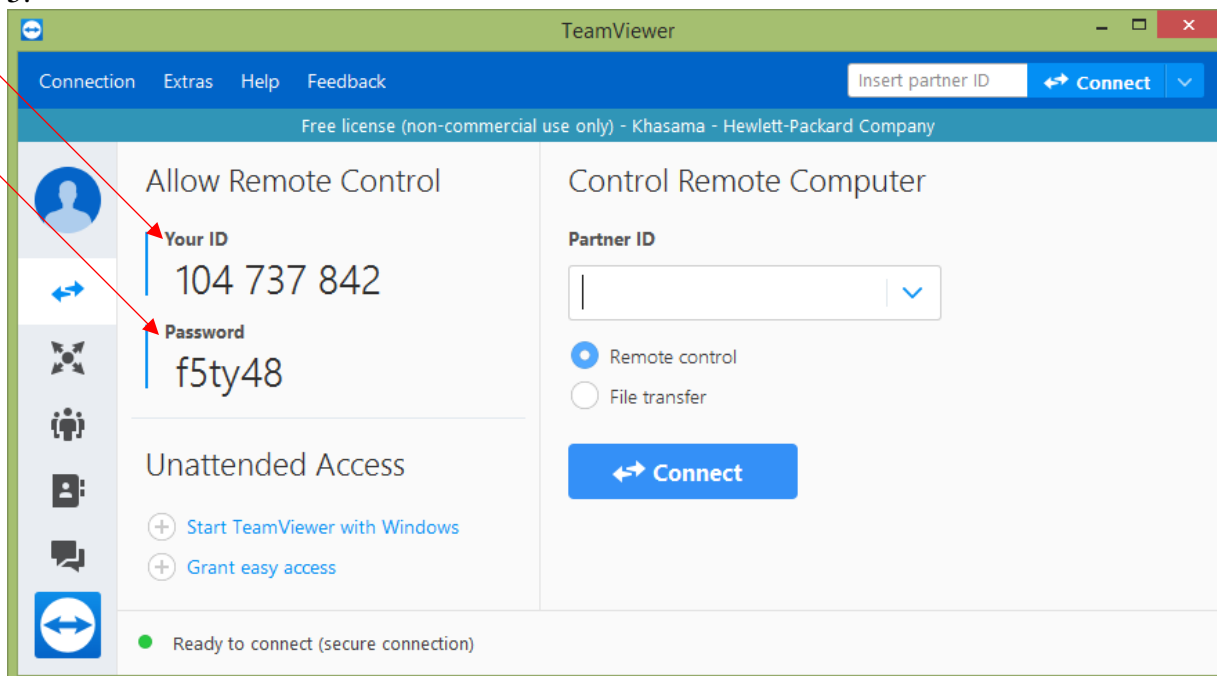 TeamViewer
Connection Extras Help Feedback
Insert partner ID Connect
Free license (non-commercial use only) - Khasama - Hewlett-Packard Company
Allow Remote Control
Your ID
104 737 842
Password
f5ty48
Unattended Access
Start TeamViewer with Windows
Grant easy access
Control Remote Computer
Partner ID
Remote control
File transfer
Connect
Ready to connect (secure connection)